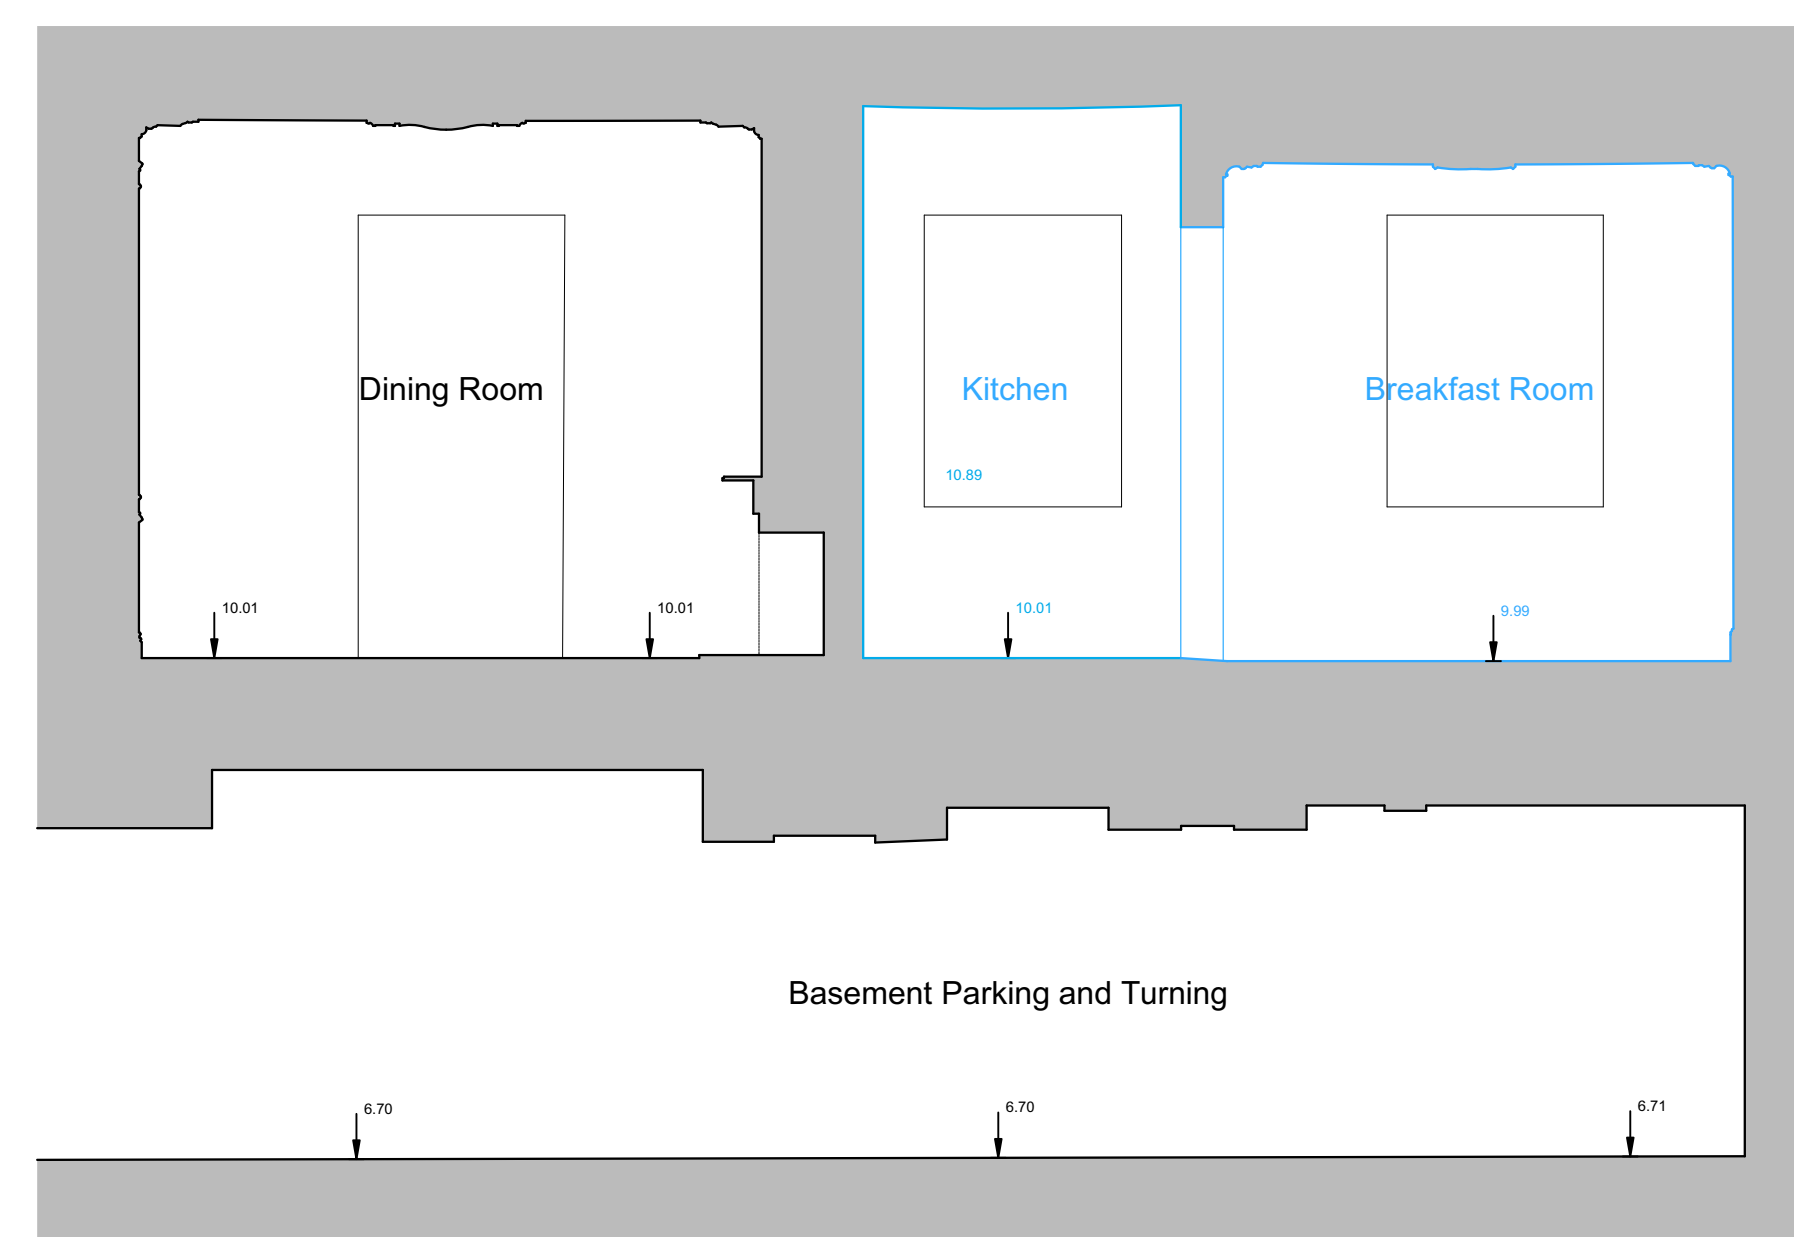 Dining Room
Kitchen
Breakfast Room
10.89
10.01
10.01
10.01
9.99
Basement Parking and Turning
6.70
6.70
6.71